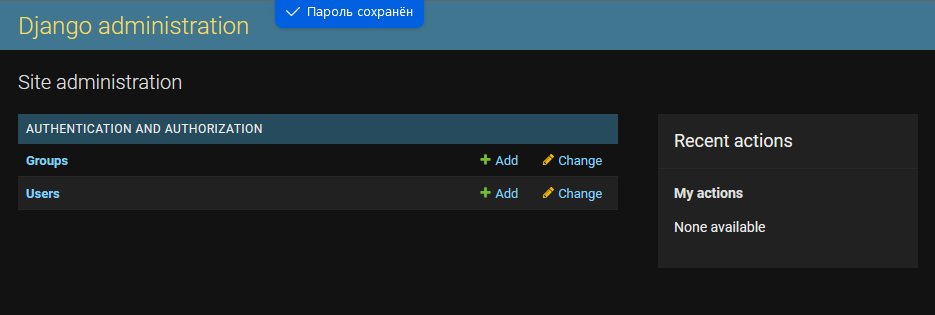 Пароль сохранён
Django administration
Site administration
AUTHENTICATION AND AUTHORIZATION
Groups Add Change
Users Add Change
Recent actions
My actions
None available